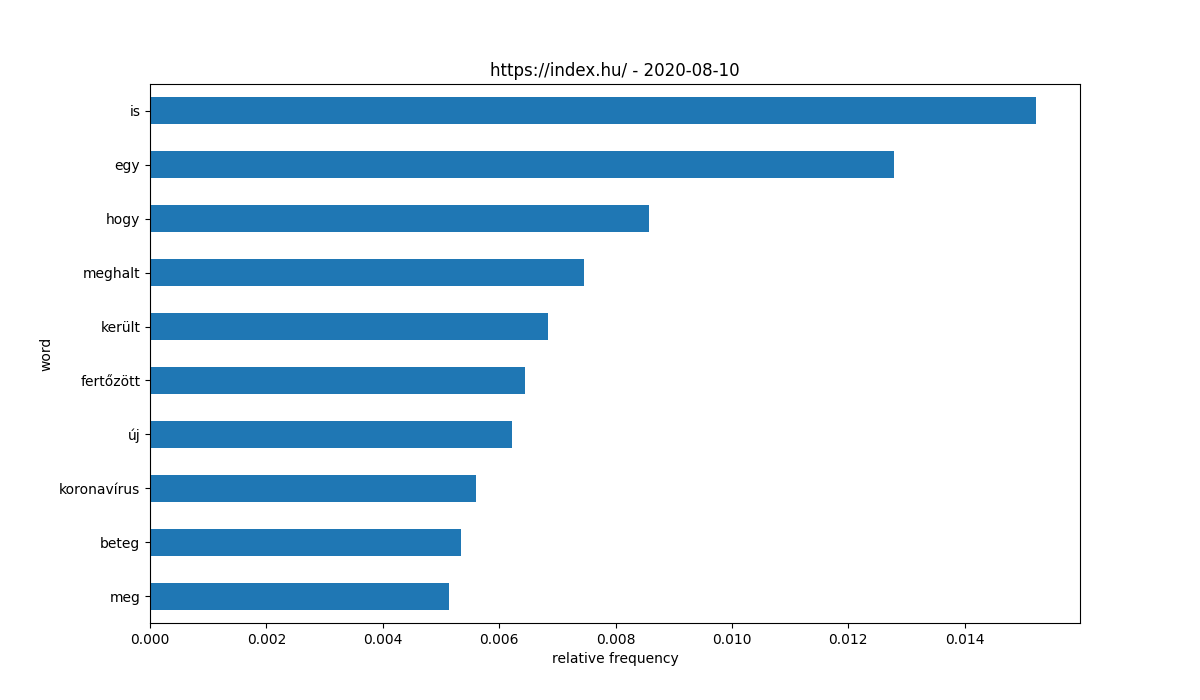 https://index.hu/ - 2020-08-10
is
egy
hogy
meghalt
került
fertőzött
új
koronavírus
beteg
meg
word
0.000 0.002 0.004 0.006 0.008 0.010 0.012 0.014
relative frequency